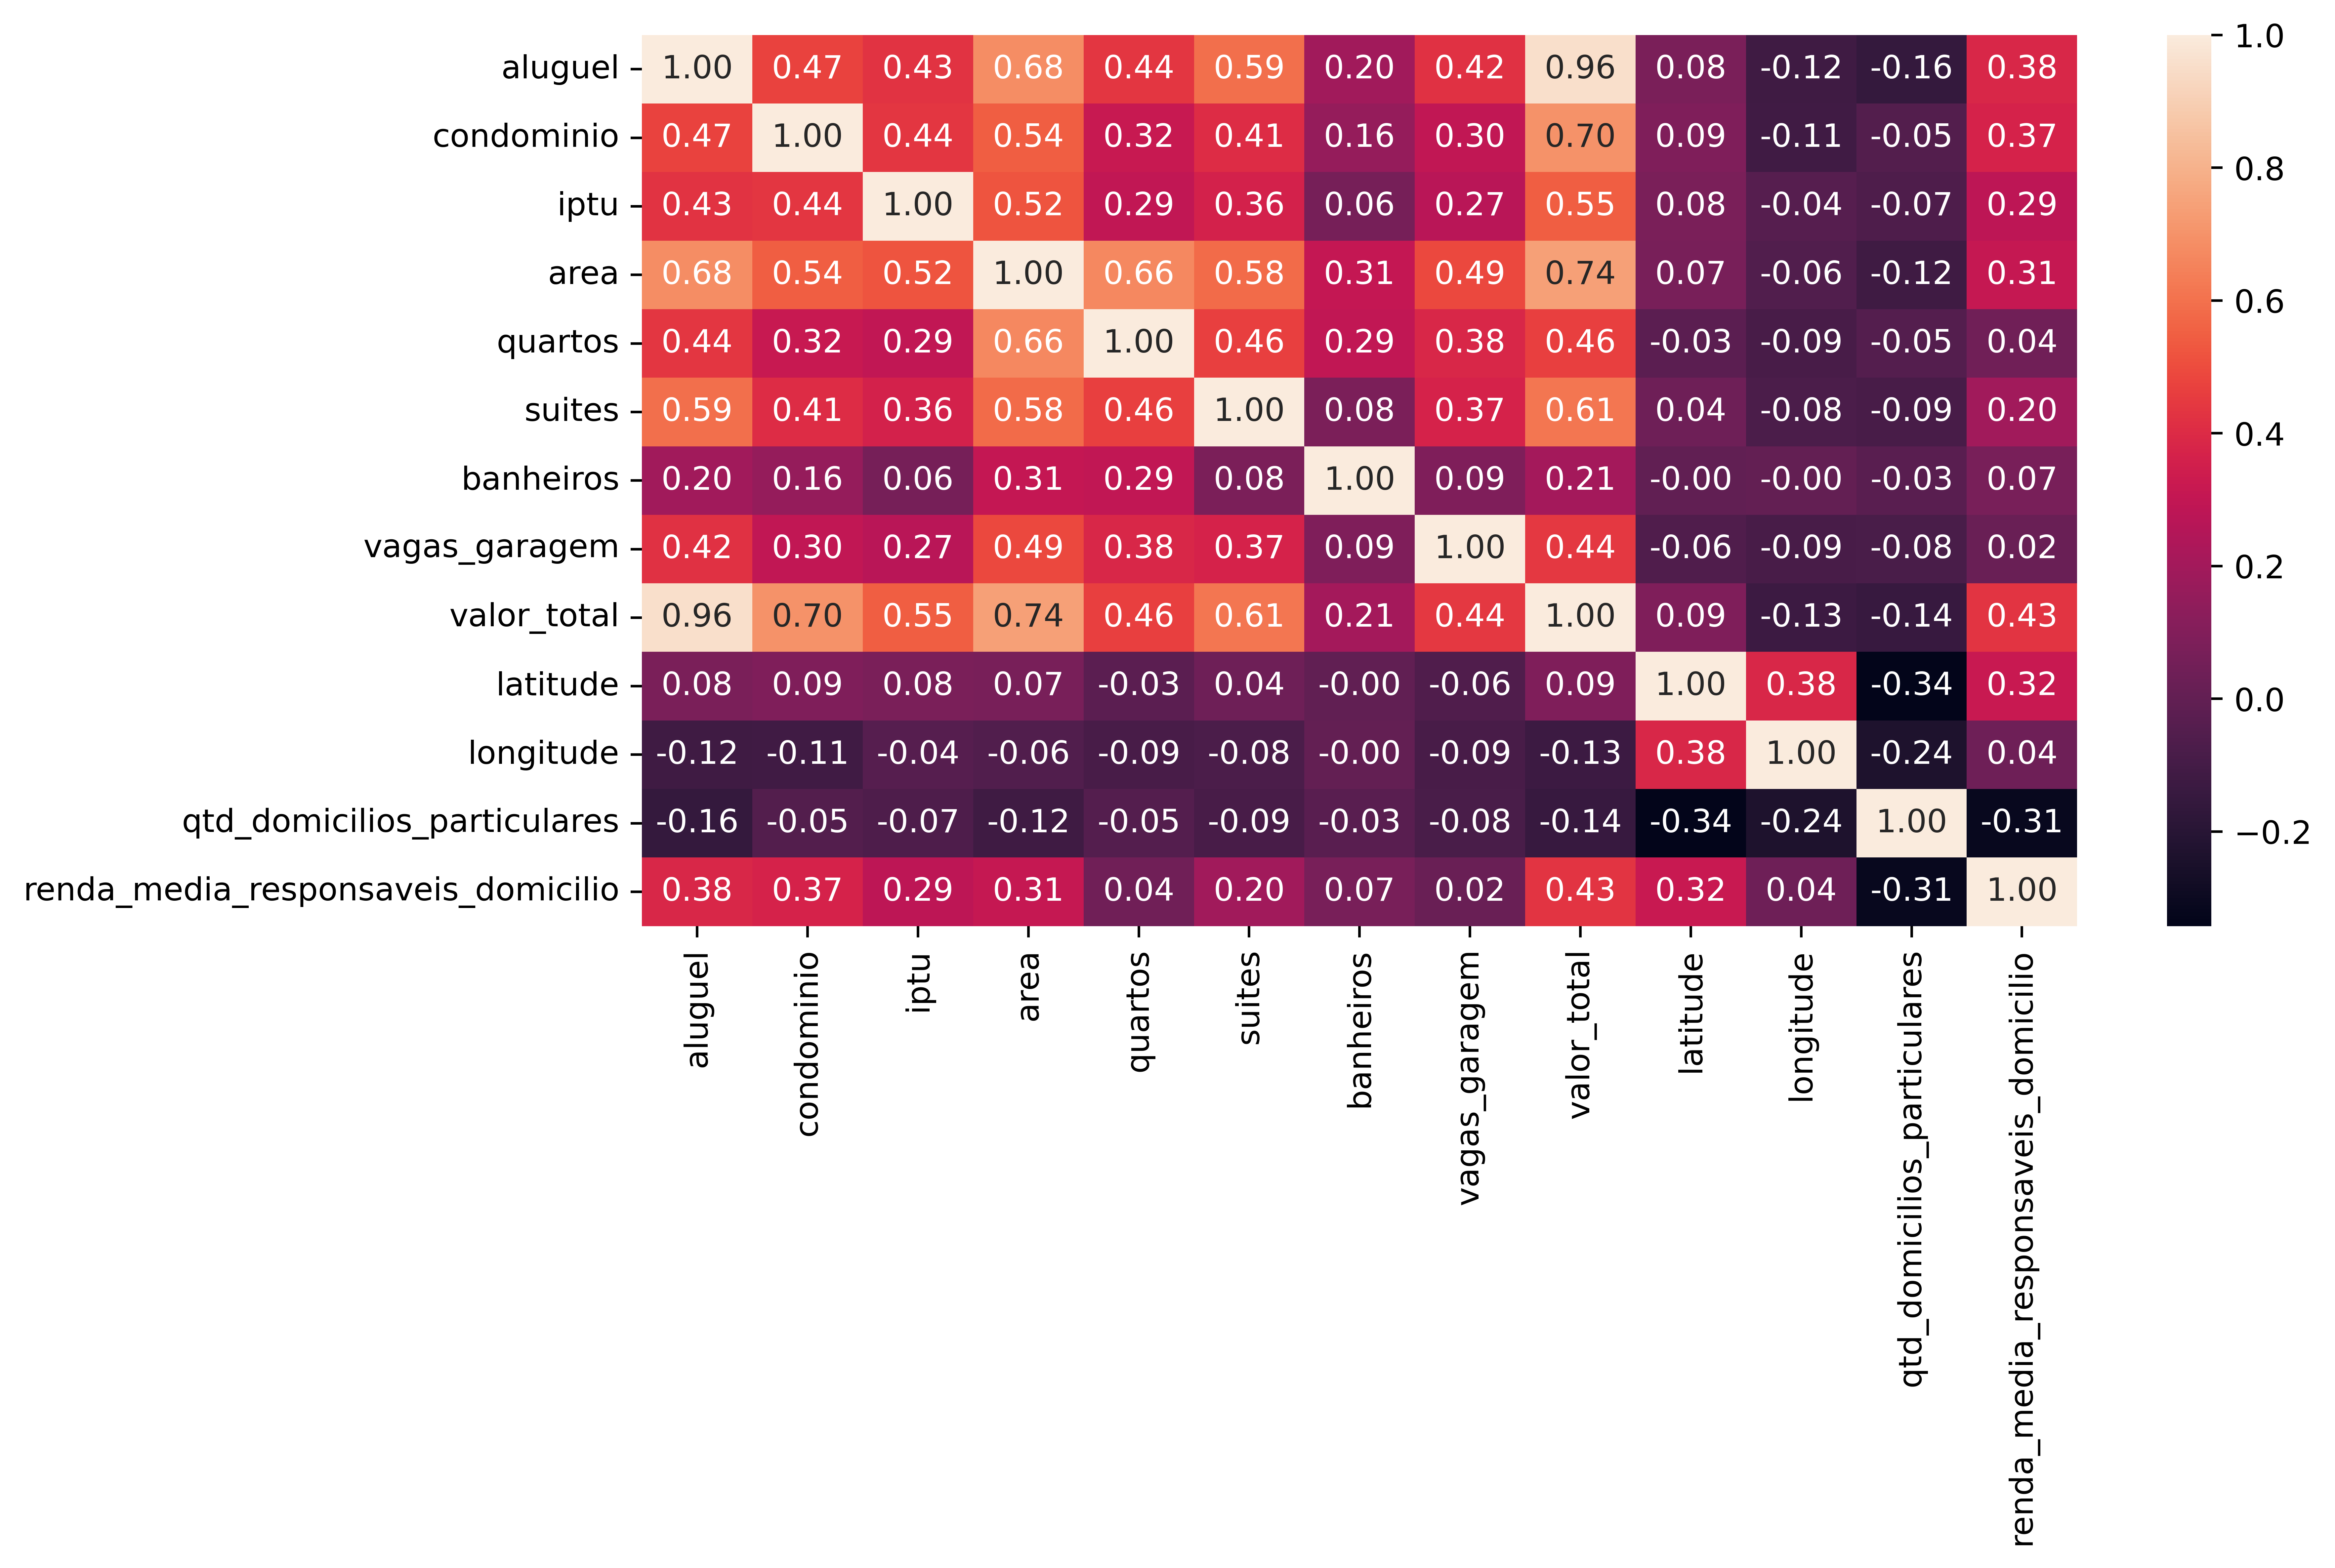 aluguel 1.00 0.47 0.43 0.68 0.44 0.59 0.20 0.42 0.96 0.08 -0.12 -0.16 0.38
condominio 0.47 1.00 0.44 0.54 0.32 0.41 0.16 0.30 0.70 0.09 -0.11 -0.05 0.37
iptu 0.43 0.44 1.00 0.52 0.29 0.36 0.06 0.27 0.55 0.08 -0.04 -0.07 0.29
area 0.68 0.54 0.52 1.00 0.66 0.58 0.31 0.49 0.74 0.07 -0.06 -0.12 0.31
quartos 0.44 0.32 0.29 0.66 1.00 0.46 0.29 0.38 0.46 -0.03 -0.09 -0.05 0.04
suites 0.59 0.41 0.36 0.58 0.46 1.00 0.08 0.37 0.61 0.04 -0.08 -0.09 0.20
banheiros 0.20 0.16 0.06 0.31 0.29 0.08 1.00 0.09 0.21 -0.00 -0.00 -0.03 0.07
vagas_garagem 0.42 0.30 0.27 0.49 0.38 0.37 0.09 1.00 0.44 -0.06 -0.09 -0.08 0.02
valor_total 0.96 0.70 0.55 0.74 0.46 0.61 0.21 0.44 1.00 0.09 -0.13 -0.14 0.43
latitude 0.08 0.09 0.08 0.07 -0.03 0.04 -0.00 -0.06 0.09 1.00 0.38 -0.34 0.32
longitude -0.12 -0.11 -0.04 -0.06 -0.09 -0.08 -0.00 -0.09 -0.13 0.38 1.00 -0.24 0.04
qtd_domicilios_particulares -0.16 -0.05 -0.07 -0.12 -0.05 -0.09 -0.03 -0.08 -0.14 -0.34 -0.24 1.00 -0.31
renda_media_responsaveis_domicilio 0.38 0.37 0.29 0.31 0.04 0.20 0.07 0.02 0.43 0.32 0.04 -0.31 1.00
aluguel
condominio
iptu
area
quartos
suites
banheiros
vagas_garagem
valor_total
latitude
longitude
qtd_domicilios_particulares
renda_media_responsaveis_domicilio
1.0
0.8
0.6
0.4
0.2
0.0
−0.2